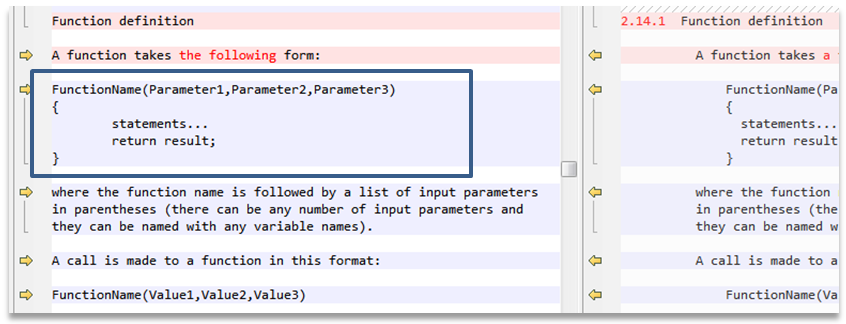 Function definition
A function takes the following form:
FunctionName(Parameter1,Parameter2,Parameter3)
{
statements...
return result;
}
where the function name is followed by a list of input parameters
in parentheses (there can be any number of input parameters and
they can be named with any variable names).
A call is made to a function in this format:
FunctionName(Value1,Value2,Value3)
2.14.1 Function definition
A function takes a
FunctionName(Pa
{
statements...
return result
}
where the function
in parentheses (the
they can be named w
A call is made to a
FunctionName(Va